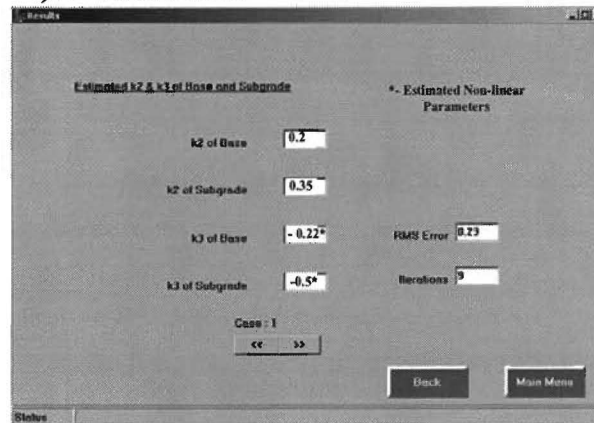 Results
Estimated k2 & k3 of Base and Subgrade
*- Estimated Non-linear
Parameters
k2 of Base 0.2
k2 of Subgrade 0.35
k3 of Base - 0.22* RMS Error 0.23
k3 of Subgrade -0.5* Iterations 9
Case : 1
<< >>
Back Main Menu
Status